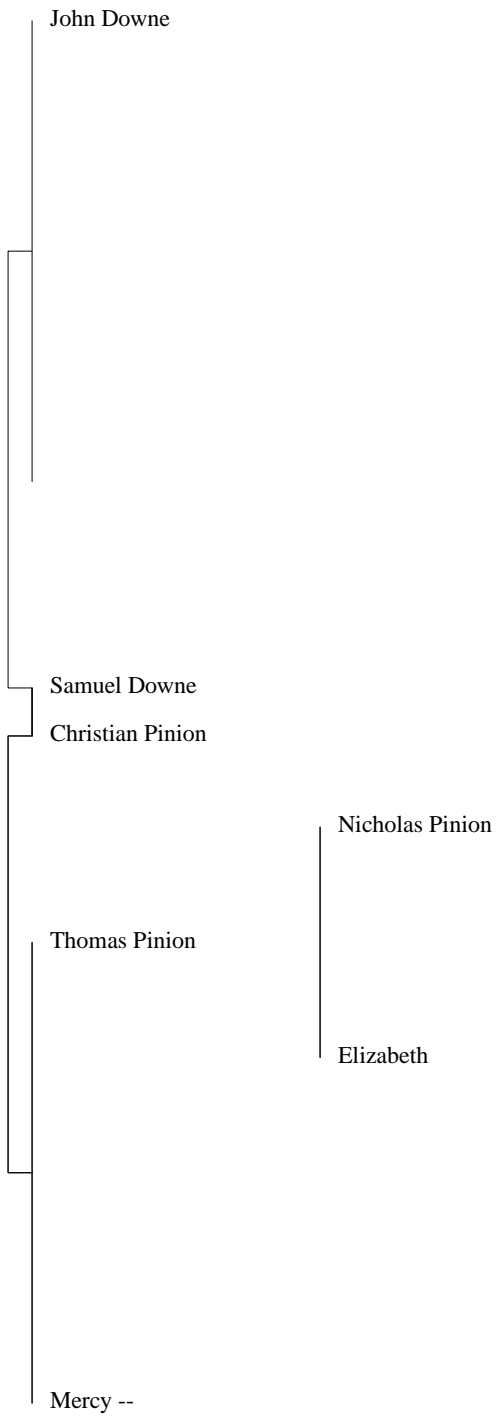 John Downe
Samuel Downe
Christian Pinion
Nicholas Pinion
Thomas Pinion
Elizabeth
Mercy --